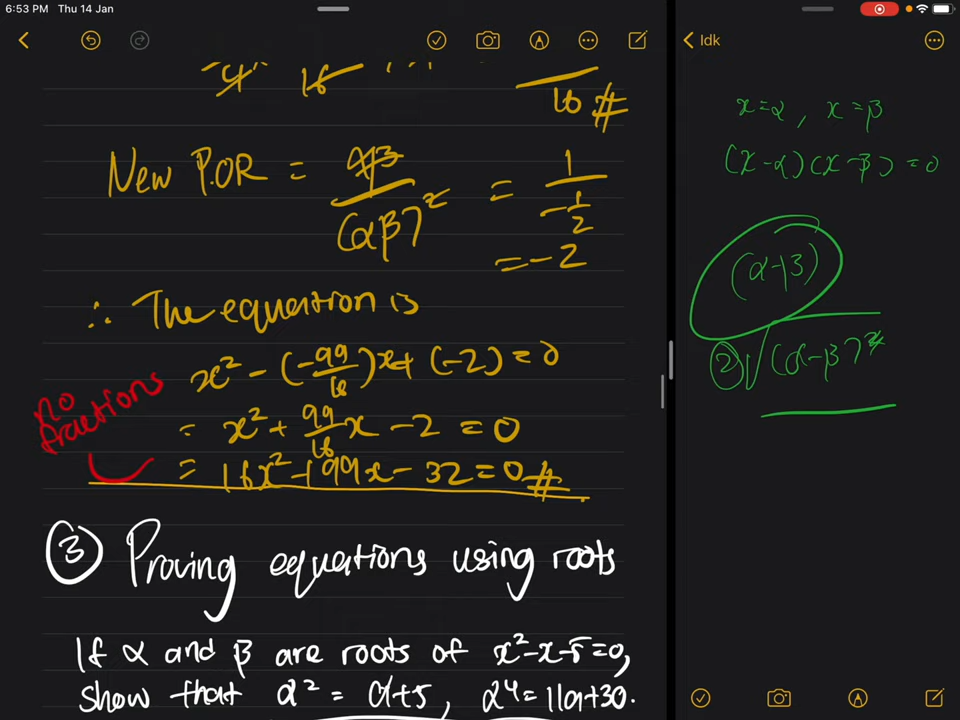 6:53 PM Thu 14 Jan
New P.O.R = αβ/(αβ)² = 1/(-1/2)
= -2
∴ The equation is
x² - (-99/16)x + (-2) = 0
no fractions
= x² + 99/16 x - 2 = 0
= 16x² + 99x - 32 = 0 #
③ Proving equations using roots
If α and β are roots of x²-x-5=0,
show that α² = α+5, α⁴ = 11α+30.
Idk
x=α, x=β
(x-α)(x-β)=0
(α-β)
② √(α-β)²